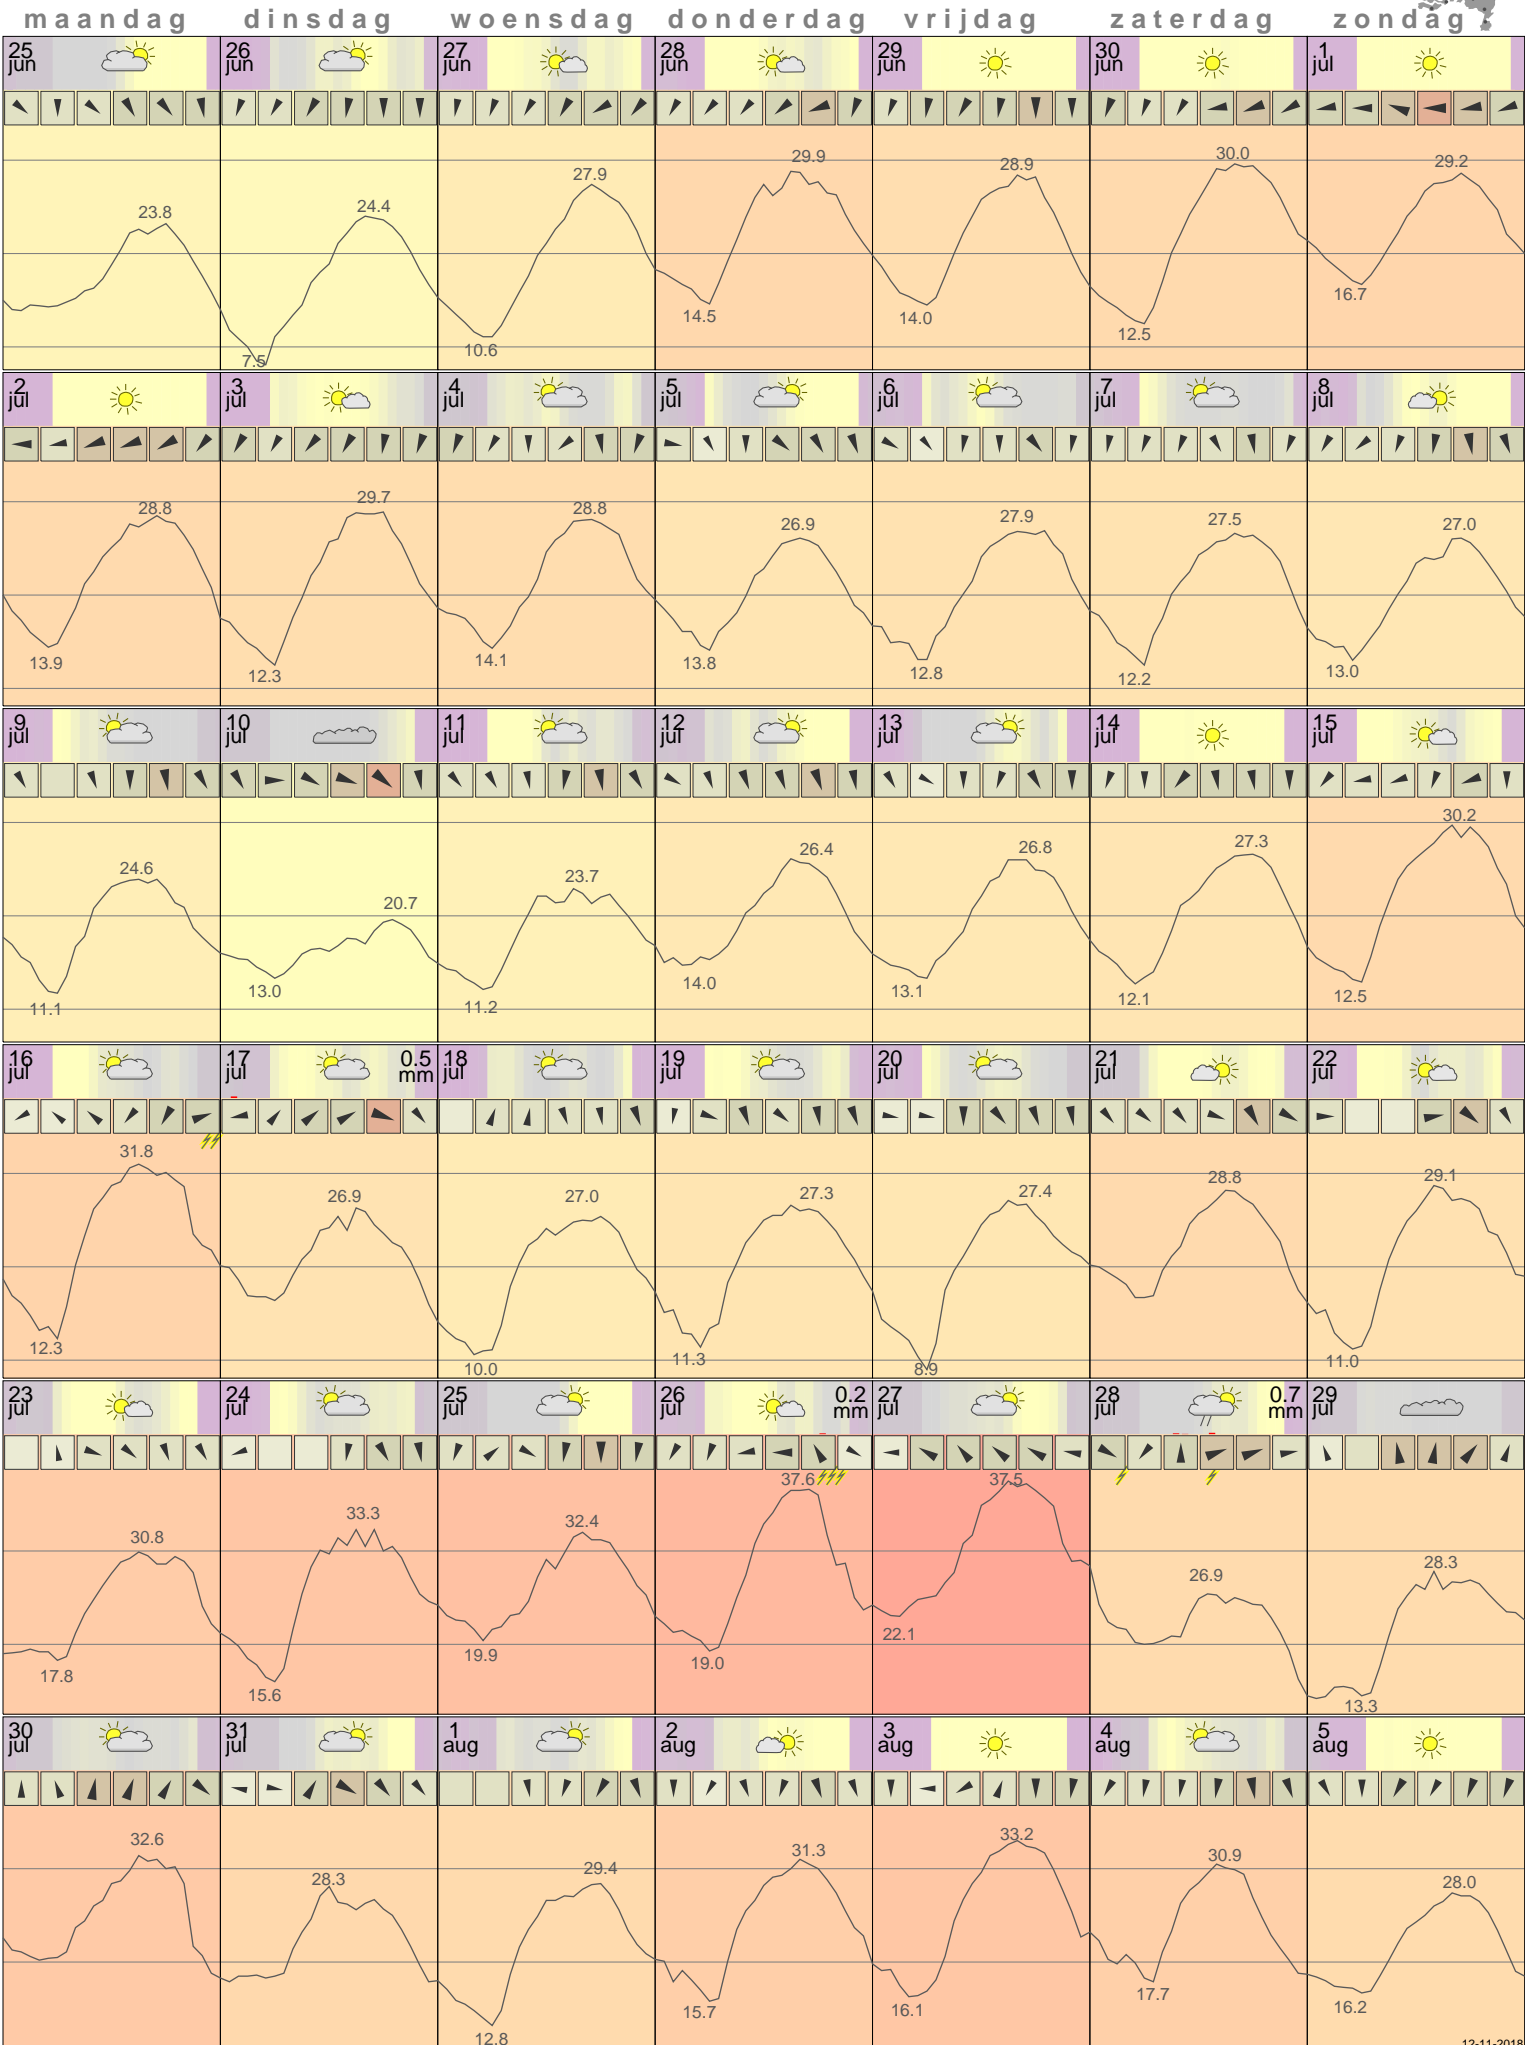 maandag dinsdag woensdag donderdag vrijdag zaterdag zondag
25 26 27 28 29 30 1
jun jun jun jun jun jun jul
23.8 24.4 27.9 29.9 28.9 30.0 29.2
7.5 10.6 14.5 14.0 12.5 16.7
2 3 4 5 6 7 8
jul jul jul jul jul jul jul
28.8 29.7 28.8 26.9 27.9 27.5 27.0
13.9 12.3 14.1 13.8 12.8 12.2 13.0
9 10 11 12 13 14 15
jul jul jul jul jul jul jul
24.6 20.7 23.7 26.4 26.8 27.3 30.2
11.1 13.0 11.2 14.0 13.1 12.1 12.5
16 17 0.5 18 19 20 21 22
jul jul mm jul jul jul jul jul
31.8 26.9 27.0 27.3 27.4 28.8 29.1
12.3 10.0 11.3 8.9 11.0
23 24 25 26 0.2 27 28 0.7 29
jul jul jul jul mm jul jul mm jul
30.8 33.3 32.4 37.6 37.5 26.9 28.3
17.8 15.6 19.9 19.0 22.1 13.3
30 31 1 2 3 4 5
jul jul aug aug aug aug aug
32.6 28.3 29.4 31.3 33.2 30.9 28.0
12.8 15.7 16.1 17.7 16.2
12-11-2018